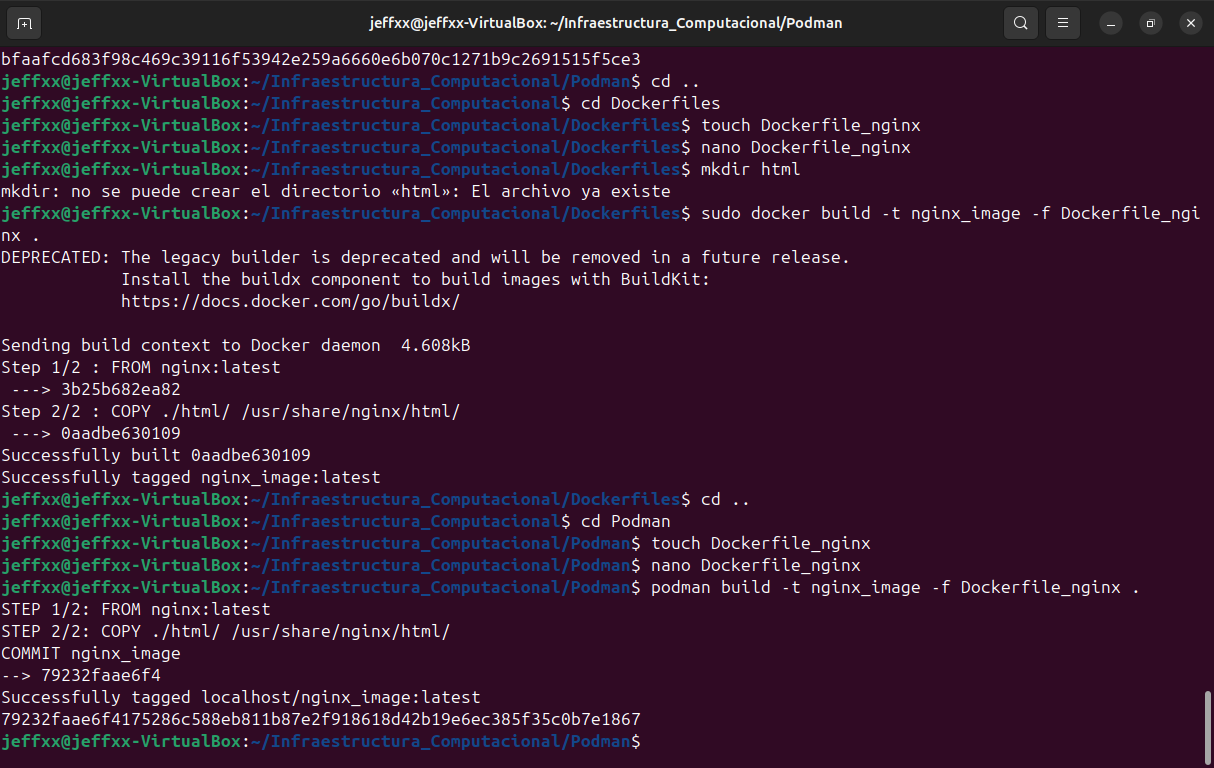 jeffxx@jeffxx-VirtualBox: ~/Infraestructura_Computacional/Podman
bfaafcd683f98c469c39116f53942e259a6660e6b070c1271b9c2691515f5ce3
jeffxx@jeffxx-VirtualBox:~/Infraestructura_Computacional/Podman$ cd ..
jeffxx@jeffxx-VirtualBox:~/Infraestructura_Computacional$ cd Dockerfiles
jeffxx@jeffxx-VirtualBox:~/Infraestructura_Computacional/Dockerfiles$ touch Dockerfile_nginx
jeffxx@jeffxx-VirtualBox:~/Infraestructura_Computacional/Dockerfiles$ nano Dockerfile_nginx
jeffxx@jeffxx-VirtualBox:~/Infraestructura_Computacional/Dockerfiles$ mkdir html
mkdir: no se puede crear el directorio «html»: El archivo ya existe
jeffxx@jeffxx-VirtualBox:~/Infraestructura_Computacional/Dockerfiles$ sudo docker build -t nginx_image -f Dockerfile_ngi
nx .
DEPRECATED: The legacy builder is deprecated and will be removed in a future release.
            Install the buildx component to build images with BuildKit:
            https://docs.docker.com/go/buildx/

Sending build context to Docker daemon  4.608kB
Step 1/2 : FROM nginx:latest
 ---> 3b25b682ea82
Step 2/2 : COPY ./html/ /usr/share/nginx/html/
 ---> 0aadbe630109
Successfully built 0aadbe630109
Successfully tagged nginx_image:latest
jeffxx@jeffxx-VirtualBox:~/Infraestructura_Computacional/Dockerfiles$ cd ..
jeffxx@jeffxx-VirtualBox:~/Infraestructura_Computacional$ cd Podman
jeffxx@jeffxx-VirtualBox:~/Infraestructura_Computacional/Podman$ touch Dockerfile_nginx
jeffxx@jeffxx-VirtualBox:~/Infraestructura_Computacional/Podman$ nano Dockerfile_nginx
jeffxx@jeffxx-VirtualBox:~/Infraestructura_Computacional/Podman$ podman build -t nginx_image -f Dockerfile_nginx .
STEP 1/2: FROM nginx:latest
STEP 2/2: COPY ./html/ /usr/share/nginx/html/
COMMIT nginx_image
--> 79232faae6f4
Successfully tagged localhost/nginx_image:latest
79232faae6f4175286c588eb811b87e2f918618d42b19e6ec385f35c0b7e1867
jeffxx@jeffxx-VirtualBox:~/Infraestructura_Computacional/Podman$